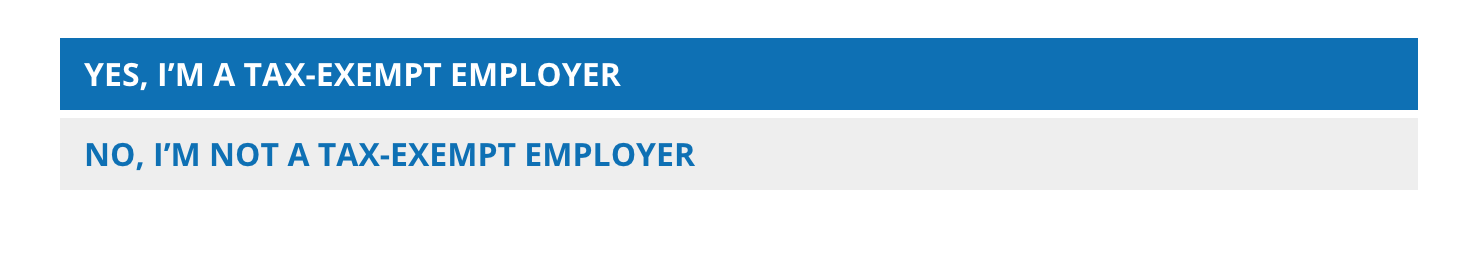 YES, I’M A TAX-EXEMPT EMPLOYER
NO, I’M NOT A TAX-EXEMPT EMPLOYER